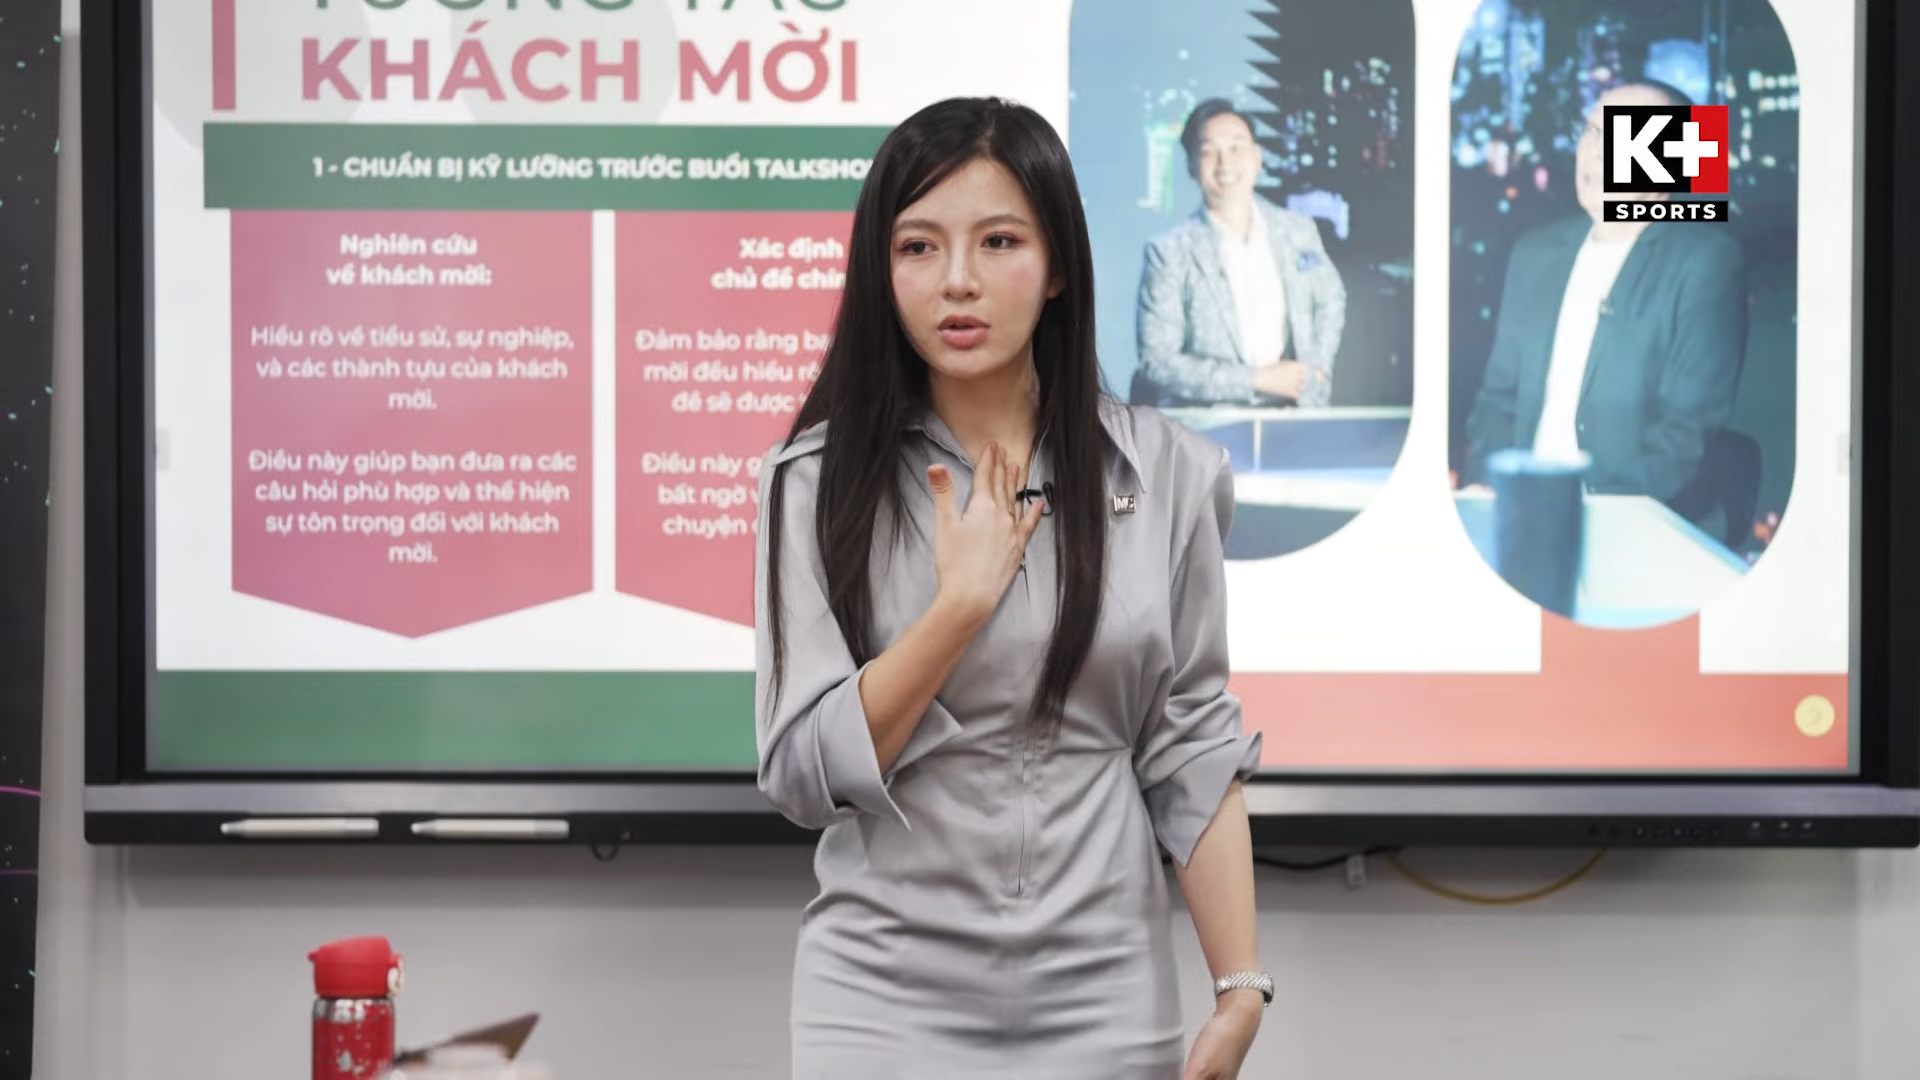 TƯƠNG TÁC
KHÁCH MỜI
1 - CHUẨN BỊ KỸ LƯỠNG TRƯỚC BUỔI
Nghiên cứu
về khách mời:
Hiểu rõ về tiểu sử, sự nghiệp,
và các thành tựu của khách
mời.
Điều này giúp bạn đưa ra các
câu hỏi phù hợp và thể hiện
sự tôn trọng đối với khách
mời.
Xác định
chủ đề
Đảm bảo rằng
mời đều hiểu
đề sẽ được
Điều này
bất ngờ
chuyện
K+
SPORTS
MC